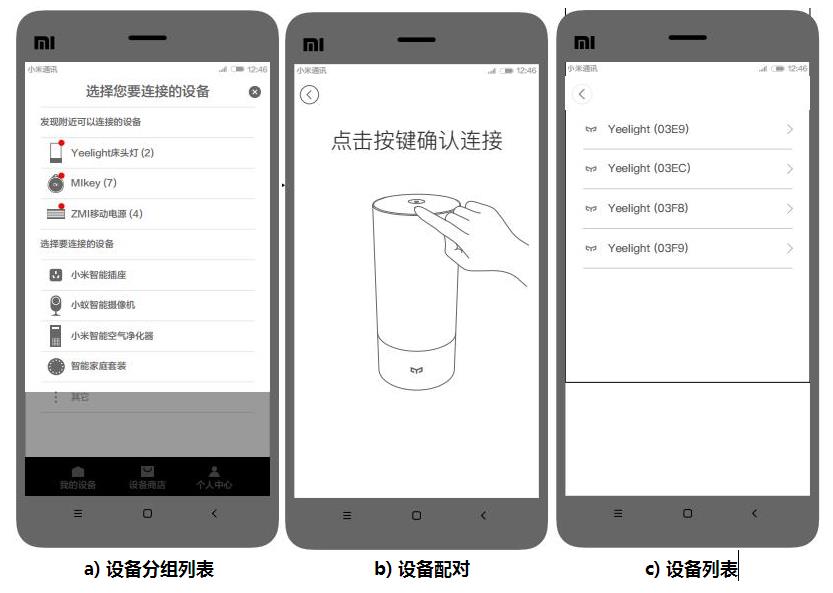 mi
小米通讯 12:46
选择您要连接的设备
发现附近可以连接的设备
Yeelight床头灯 (2)
MIkey (7)
ZMI移动电源 (4)
选择要连接的设备
小米智能插座
小蚁智能摄像机
小米智能空气净化器
智能家庭套装
其它
我的设备 设备商店 个人中心
a) 设备分组列表
mi
小米通讯 12:46
点击按键确认连接
b) 设备配对
mi
小米通讯 12:46
Yeelight (03E9)
Yeelight (03EC)
Yeelight (03F8)
Yeelight (03F9)
c) 设备列表